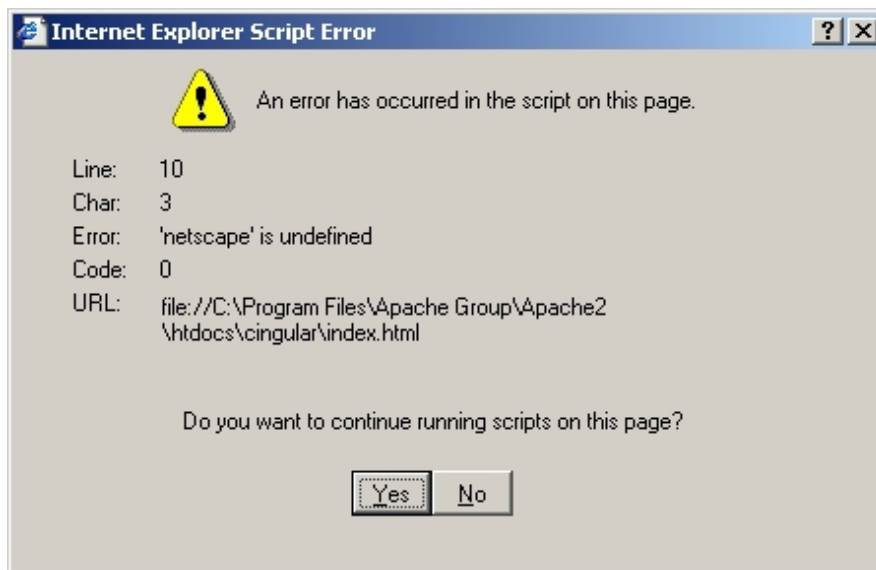 Internet Explorer Script Error
An error has occurred in the script on this page.
Line: 10
Char: 3
Error: 'netscape' is undefined
Code: 0
URL: file://C:\Program Files\Apache Group\Apache2
\htdocs\cingular\index.html
Do you want to continue running scripts on this page?
Yes No